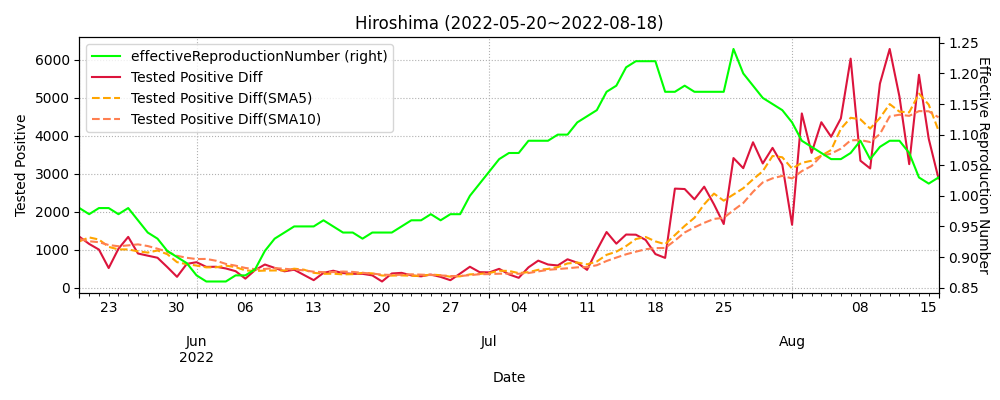 Hiroshima (2022-05-20~2022-08-18)
effectiveReproductionNumber (right)
Tested Positive Diff
Tested Positive Diff(SMA5)
Tested Positive Diff(SMA10)
Tested Positive
6000
5000
4000
3000
2000
1000
0
1.25
1.20
1.15
1.10
1.05
1.00
0.95
0.90
0.85
Effective Reproduction Number
23 30 06 13 20 27 04 11 18 25 08 15
Jun Jul Aug
2022
Date